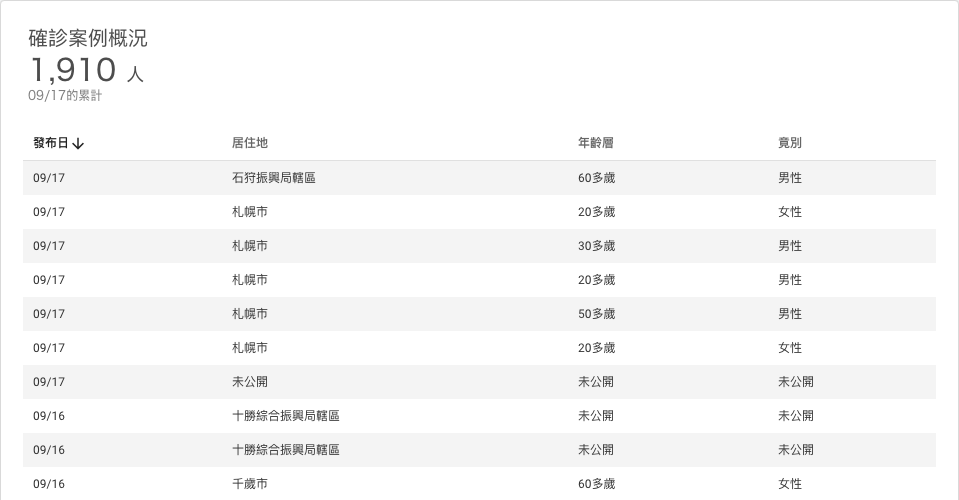 確診案例概況
1,910 人
09/17的累計
發布日↓ 居住地 年齡層 竟別
09/17 石狩振興局轄區 60多歲 男性
09/17 札幌市 20多歲 女性
09/17 札幌市 30多歲 男性
09/17 札幌市 20多歲 男性
09/17 札幌市 50多歲 男性
09/17 札幌市 20多歲 女性
09/17 未公開 未公開 未公開
09/16 十勝綜合振興局轄區 未公開 未公開
09/16 十勝綜合振興局轄區 未公開 未公開
09/16 千歲市 60多歲 女性